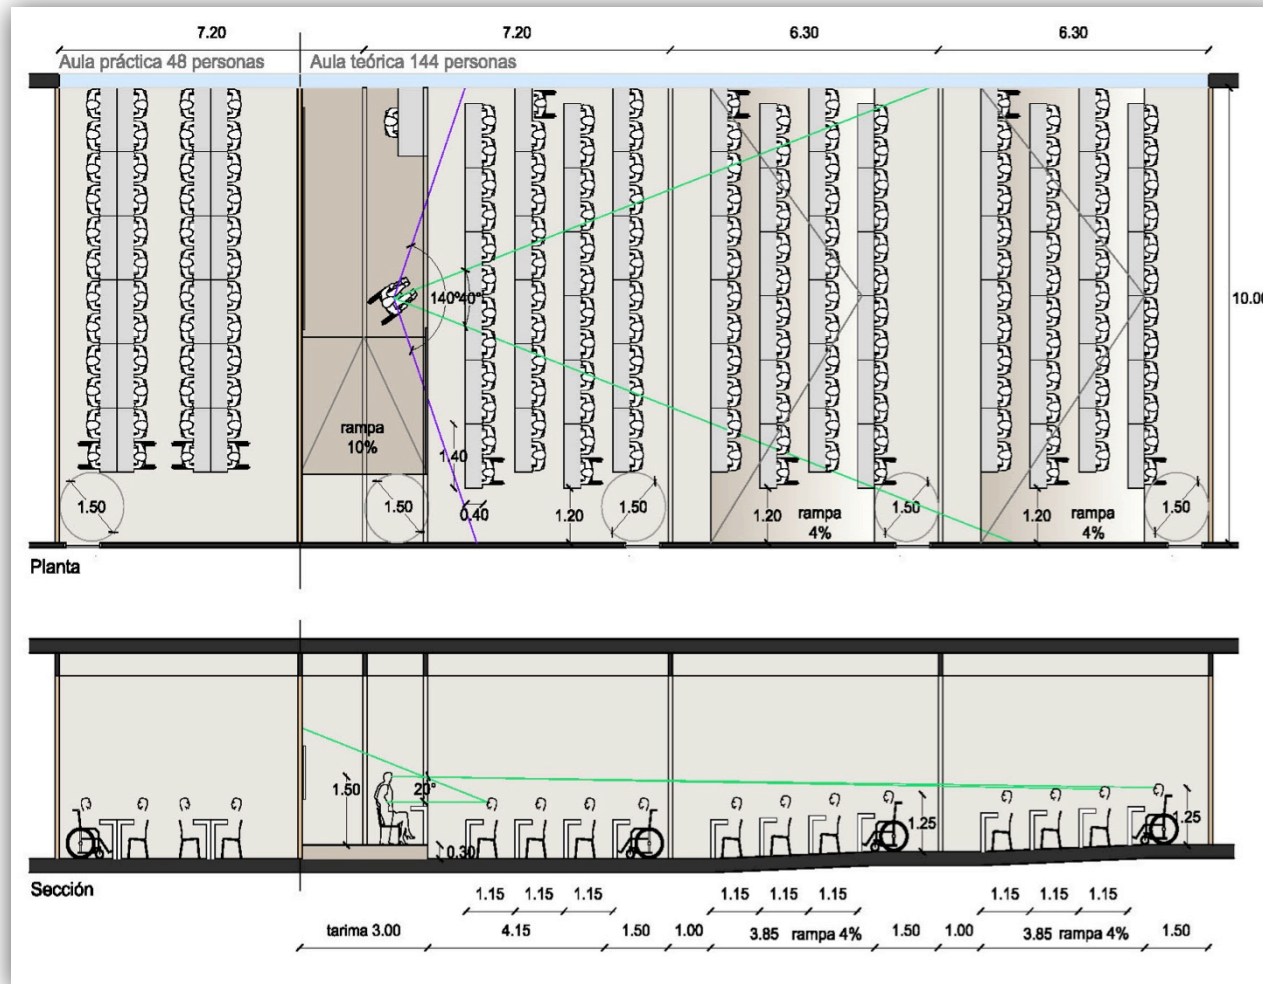 7.20
7.20
6.30
6.30
Aula práctica 48 personas
Aula teórica 144 personas
140º
40º
10.00
rampa
10%
1.40
1.50
1.50
0.40
1.20
1.50
1.20
rampa
4%
1.50
1.20
rampa
4%
1.50
Planta
1.50
20º
0.30
1.25
1.25
Sección
1.15
1.15
1.15
1.15
1.15
1.15
1.15
1.15
1.15
tarima 3.00
4.15
1.50
1.00
3.85 rampa 4%
1.50
1.00
3.85 rampa 4%
1.50